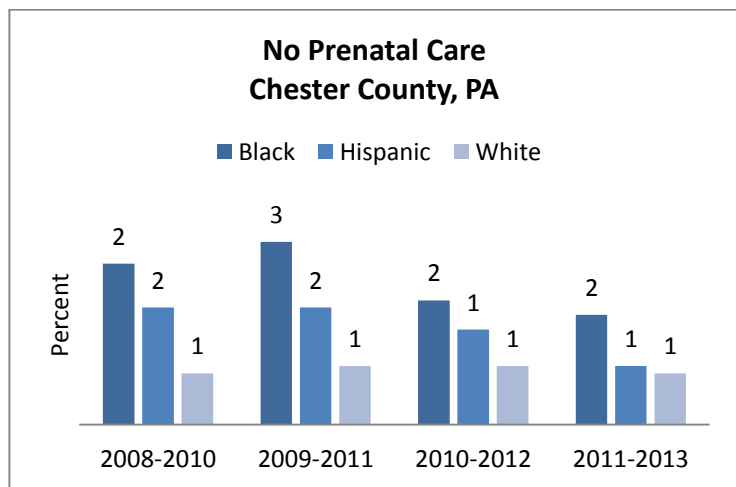 No Prenatal Care
Chester County, PA
Black Hispanic White
Percent
2 2 1
3 2 1
2 1 1
2 1 1
2008-2010 2009-2011 2010-2012 2011-2013